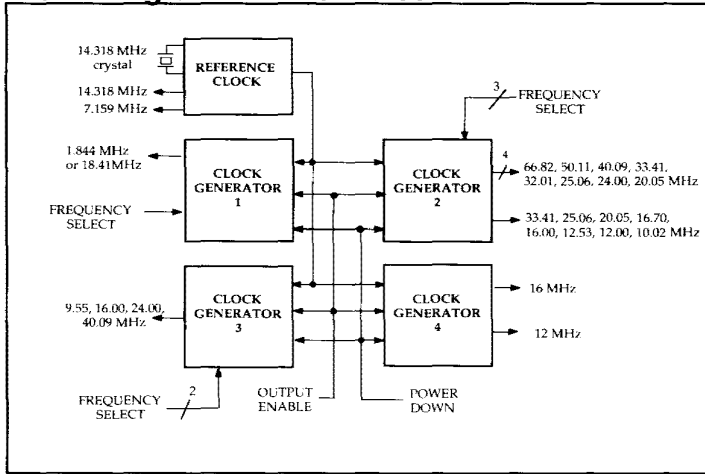 14.318 MHz
crystal
REFERENCE
CLOCK
14.318 MHz
7.159 MHz
3
FREQUENCY
SELECT
1.844 MHz
or 18.41MHz
CLOCK
GENERATOR
1
FREQUENCY
SELECT
CLOCK
GENERATOR
2
4
66.82, 50.11, 40.09, 33.41,
32.01, 25.06, 24.00, 20.05 MHz
33.41, 25.06, 20.05, 16.70,
16.00, 12.53, 12.00, 10.02 MHz
9.55, 16.00, 24.00,
40.09 MHz
CLOCK
GENERATOR
3
CLOCK
GENERATOR
4
16 MHz
12 MHz
2
FREQUENCY
SELECT
OUTPUT
ENABLE
POWER
DOWN